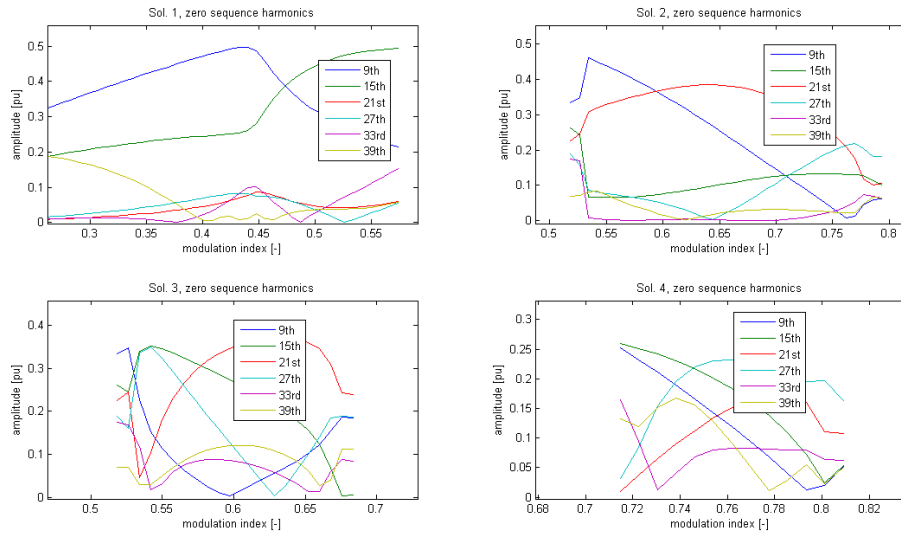 Sol. 1, zero sequence harmonics
amplitude [pu]
0.5
0.4
0.3
0.2
0.1
0
0.3
0.35
0.4
0.45
0.5
0.55
modulation index [-]
9th
15th
21st
27th
33rd
39th
Sol. 2, zero sequence harmonics
amplitude [pu]
0.5
0.4
0.3
0.2
0.1
0
0.5
0.55
0.6
0.65
0.7
0.75
0.8
modulation index [-]
9th
15th
21st
27th
33rd
39th
Sol. 3, zero sequence harmonics
amplitude [pu]
0.4
0.3
0.2
0.1
0
0.5
0.55
0.6
0.65
0.7
modulation index [-]
9th
15th
21st
27th
33rd
39th
Sol. 4, zero sequence harmonics
amplitude [pu]
0.3
0.25
0.2
0.15
0.1
0.05
0
0.68
0.7
0.72
0.74
0.76
0.78
0.8
0.82
modulation index [-]
9th
15th
21st
27th
33rd
39th